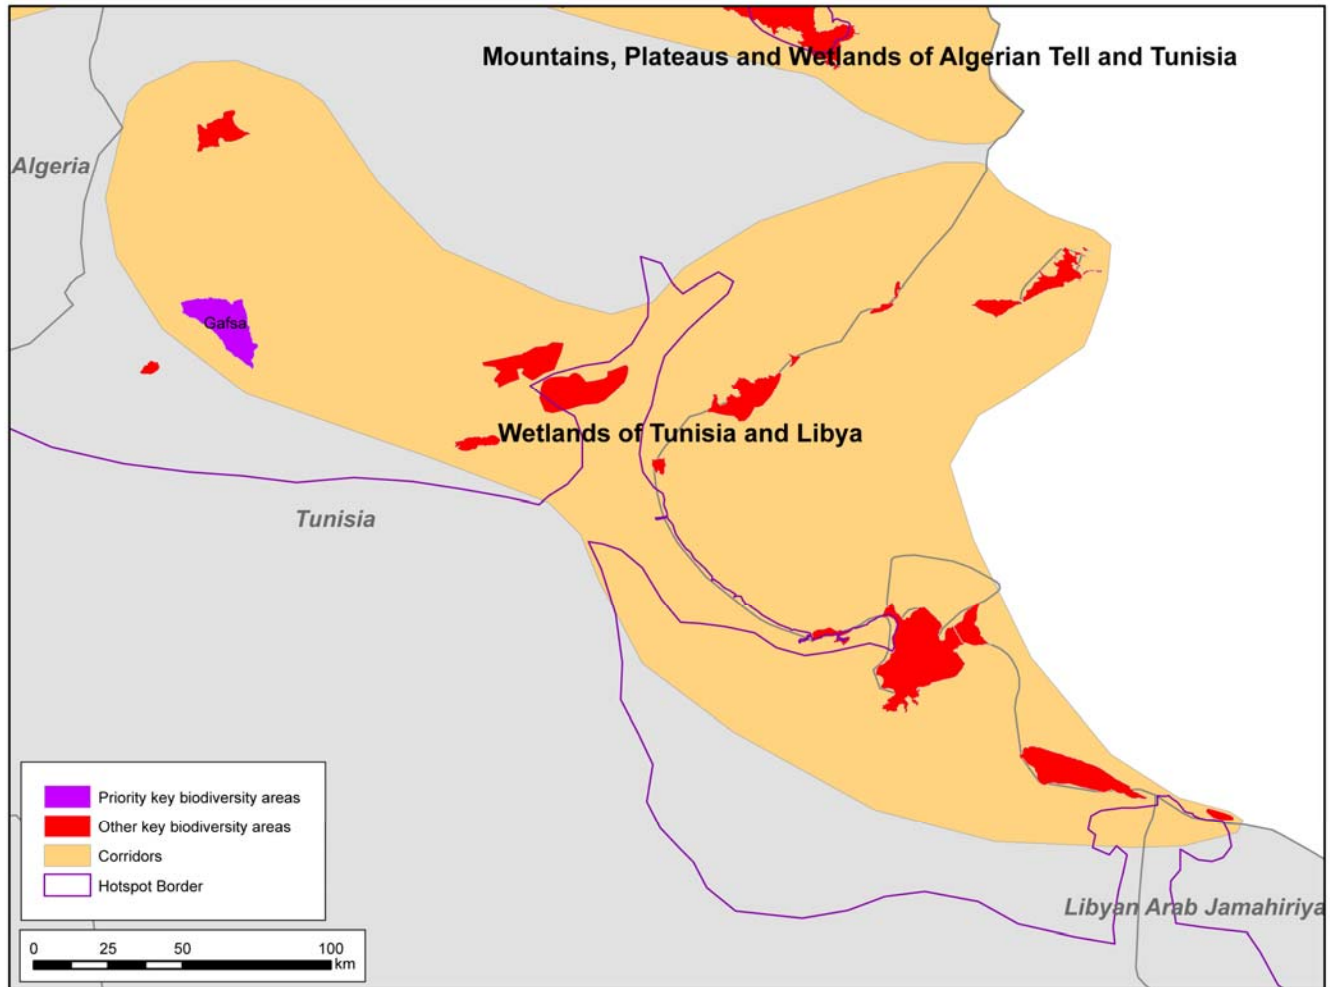 Mountains, Plateaus and Wetlands of Algerian Tell and Tunisia
Algeria
Gafsa
Wetlands of Tunisia and Libya
Tunisia
Priority key biodiversity areas
Other key biodiversity areas
Corridors
Hotspot Border
Libyan Arab Jamahiriya
0 25 50 100
km